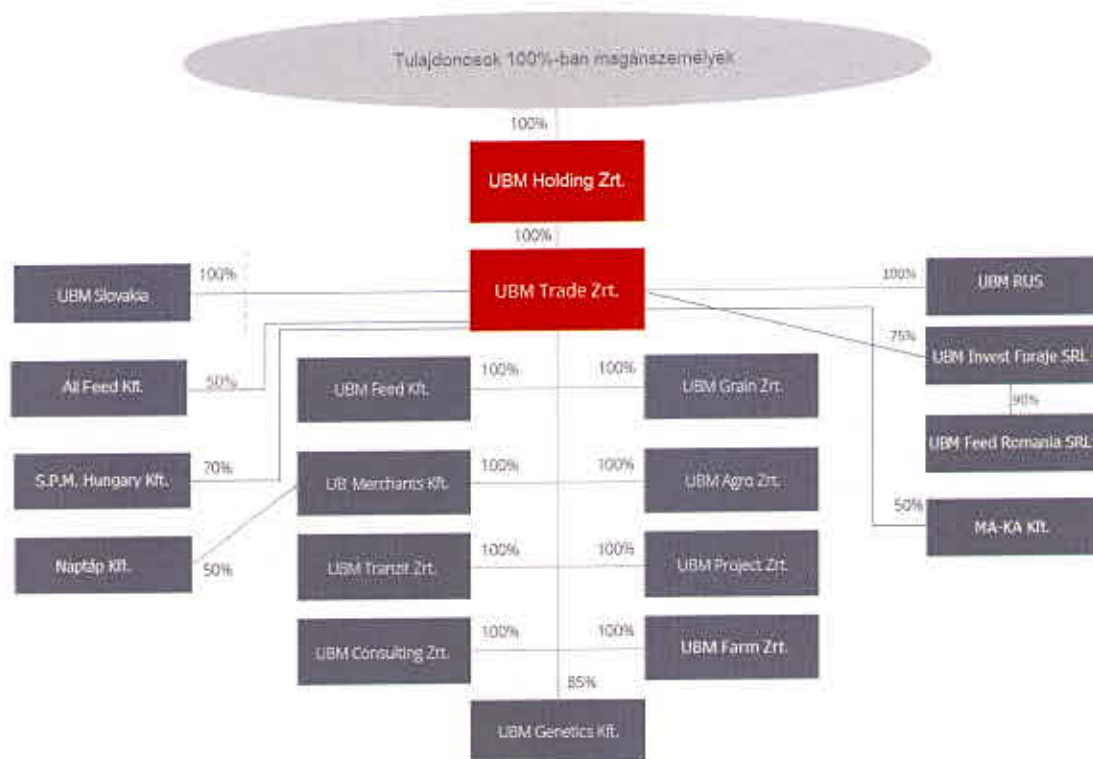 Tulajdonosok 100%-ban magánszemélyek
100%
UBM Holding Zrt.
100%
UBM Trade Zrt.
UBM Slovakia
100%
100%
UBM RUS
75%
UBM Invest Furaje SRL
90%
UBM Feed Romania SRL
All Feed Kft.
50%
UBM Feed Kft.
100%
100%
UBM Grain Zrt.
S.P.M. Hungary Kft.
70%
UB Merchants Kft.
100%
100%
UBM Agro Zrt.
50%
MA-KA Kft.
Naptáp Kft.
50%
UBM Tranzit Zrt.
100%
100%
UBM Project Zrt.
UBM Consulting Zrt.
100%
100%
UBM Farm Zrt.
85%
UBM Genetics Kft.